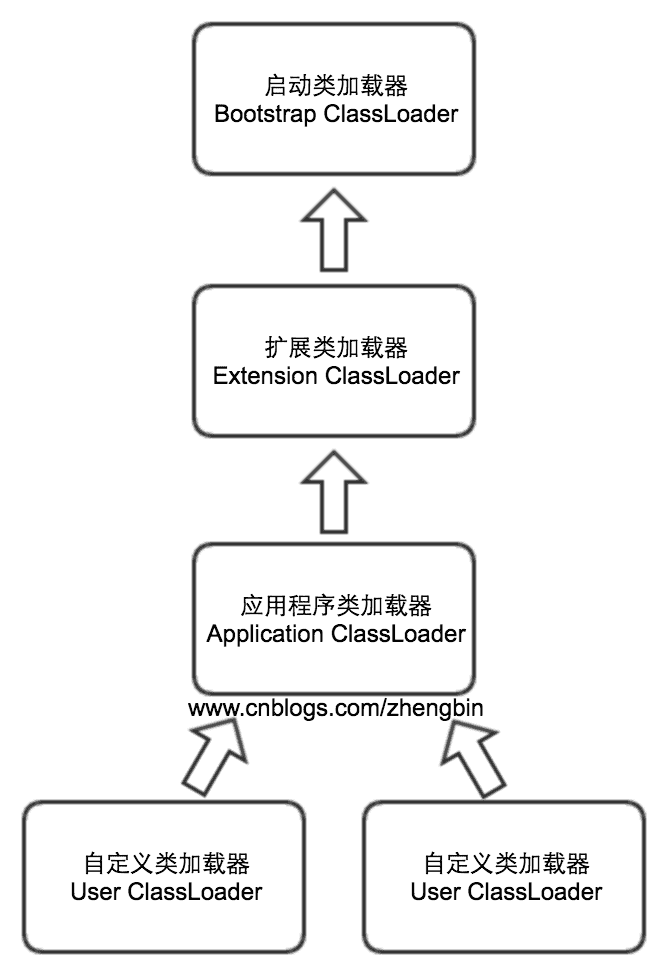 启动类加载器
Bootstrap ClassLoader
扩展类加载器
Extension ClassLoader
应用程序类加载器
Application ClassLoader
www.cnblogs.com/zhengbin
自定义类加载器
User ClassLoader
自定义类加载器
User ClassLoader